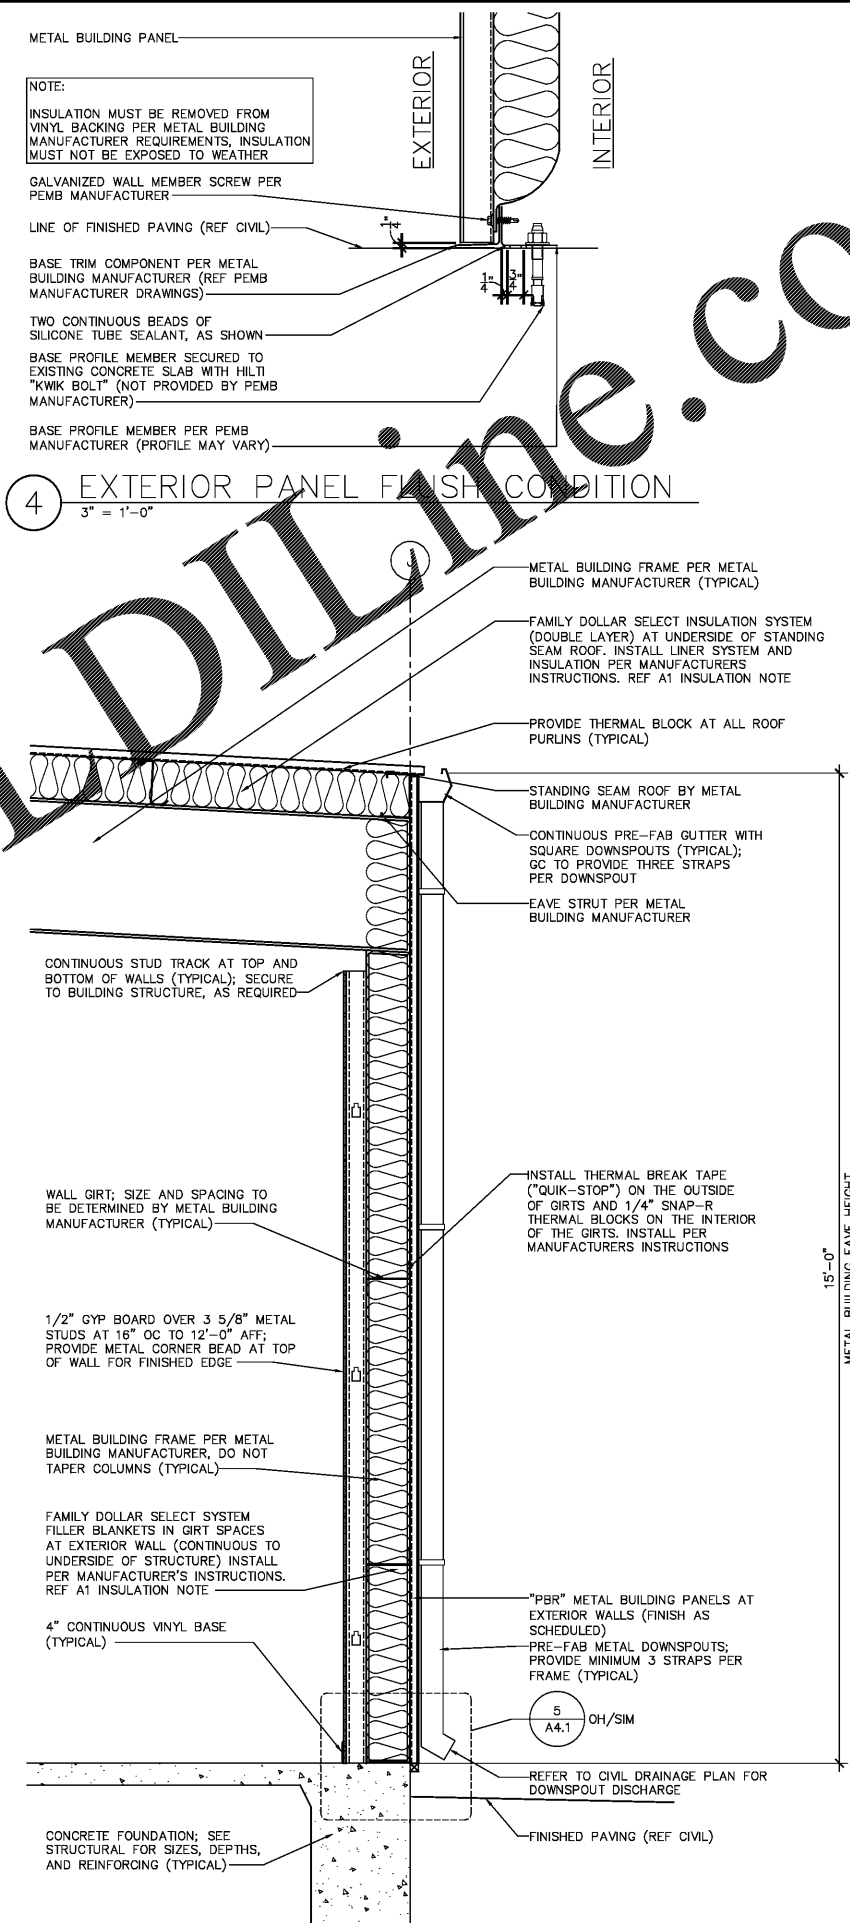 METAL BUILDING PANEL
EXTERIOR
INTERIOR
NOTE:
INSULATION MUST BE REMOVED FROM
VINYL BACKING PER METAL BUILDING
MANUFACTURER REQUIREMENTS, INSULATION
MUST NOT BE EXPOSED TO WEATHER
GALVANIZED WALL MEMBER SCREW PER
PEMB MANUFACTURER
LINE OF FINISHED PAVING (REF CIVIL)
1/4"
BASE TRIM COMPONENT PER METAL
BUILDING MANUFACTURER (REF PEMB
MANUFACTURER DRAWINGS)
1/4"
3/4"
TWO CONTINUOUS BEADS OF
SILICONE TUBE SEALANT, AS SHOWN
BASE PROFILE MEMBER SECURED TO
EXISTING CONCRETE SLAB WITH HILTI
"KWIK BOLT" (NOT PROVIDED BY PEMB
MANUFACTURER)
BASE PROFILE MEMBER PER PEMB
MANUFACTURER (PROFILE MAY VARY)
4
EXTERIOR PANEL FLUSH CONDITION
3" = 1'-0"
LDILine.co
METAL BUILDING FRAME PER METAL
BUILDING MANUFACTURER (TYPICAL)
FAMILY DOLLAR SELECT INSULATION SYSTEM
(DOUBLE LAYER) AT UNDERSIDE OF STANDING
SEAM ROOF. INSTALL LINER SYSTEM AND
INSULATION PER MANUFACTURERS
INSTRUCTIONS. REF A1 INSULATION NOTE
PROVIDE THERMAL BLOCK AT ALL ROOF
PURLINS (TYPICAL)
STANDING SEAM ROOF BY METAL
BUILDING MANUFACTURER
CONTINUOUS PRE-FAB GUTTER WITH
SQUARE DOWNSPOUTS (TYPICAL);
GC TO PROVIDE THREE STRAPS
PER DOWNSPOUT
EAVE STRUT PER METAL
BUILDING MANUFACTURER
CONTINUOUS STUD TRACK AT TOP AND
BOTTOM OF WALLS (TYPICAL); SECURE
TO BUILDING STRUCTURE, AS REQUIRED
INSTALL THERMAL BREAK TAPE
("QUIK-STOP") ON THE OUTSIDE
OF GIRTS AND 1/4" SNAP-R
THERMAL BLOCKS ON THE INTERIOR
OF THE GIRTS. INSTALL PER
MANUFACTURERS INSTRUCTIONS
WALL GIRT; SIZE AND SPACING TO
BE DETERMINED BY METAL BUILDING
MANUFACTURER (TYPICAL)
15'-0"
METAL BUILDING EAVE HEIGHT
1/2" GYP BOARD OVER 3 5/8" METAL
STUDS AT 16" OC TO 12'-0" AFF;
PROVIDE METAL CORNER BEAD AT TOP
OF WALL FOR FINISHED EDGE
METAL BUILDING FRAME PER METAL
BUILDING MANUFACTURER, DO NOT
TAPER COLUMNS (TYPICAL)
FAMILY DOLLAR SELECT SYSTEM
FILLER BLANKETS IN GIRT SPACES
AT EXTERIOR WALL (CONTINUOUS TO
UNDERSIDE OF STRUCTURE) INSTALL
PER MANUFACTURER'S INSTRUCTIONS.
REF A1 INSULATION NOTE
4" CONTINUOUS VINYL BASE
(TYPICAL)
"PBR" METAL BUILDING PANELS AT
EXTERIOR WALLS (FINISH AS
SCHEDULED)
PRE-FAB METAL DOWNSPOUTS;
PROVIDE MINIMUM 3 STRAPS PER
FRAME (TYPICAL)
5
A4.1
OH/SIM
REFER TO CIVIL DRAINAGE PLAN FOR
DOWNSPOUT DISCHARGE
FINISHED PAVING (REF CIVIL)
CONCRETE FOUNDATION; SEE
STRUCTURAL FOR SIZES, DEPTHS,
AND REINFORCING (TYPICAL)